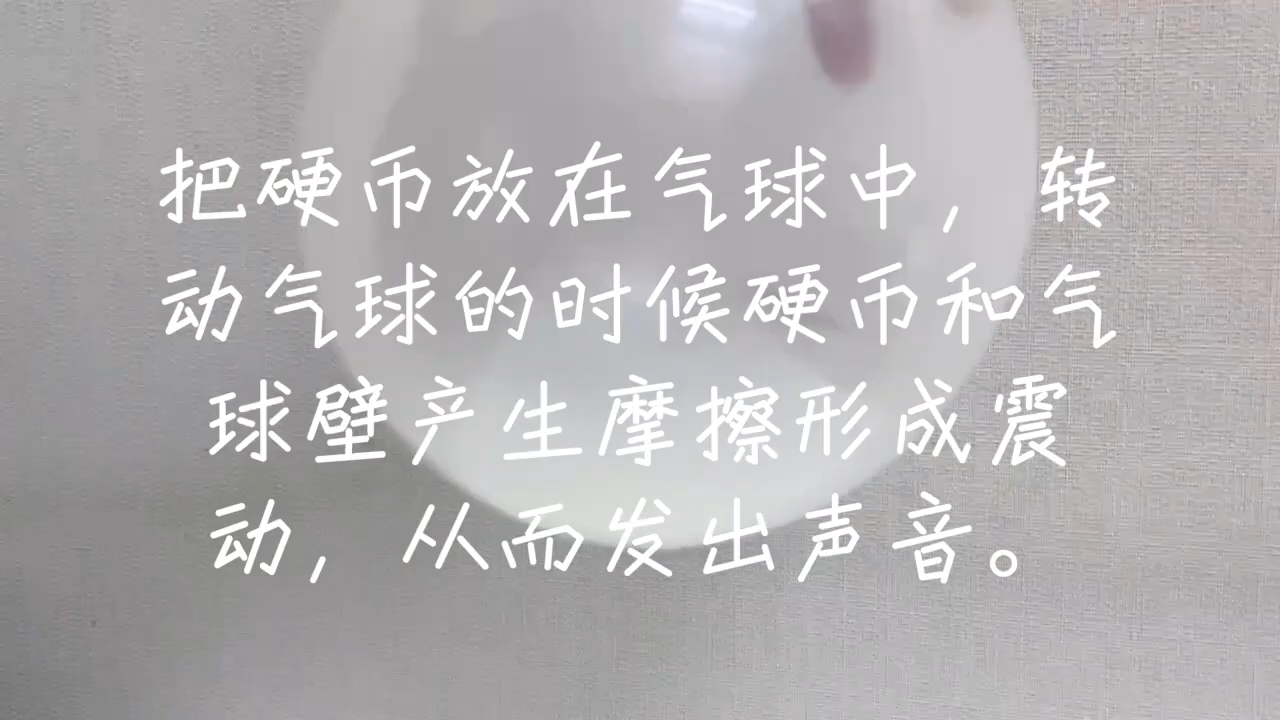 把硬币放在气球中，转
动气球的时候硬币和气
球壁产生摩擦形成震
动，从而发出声音。